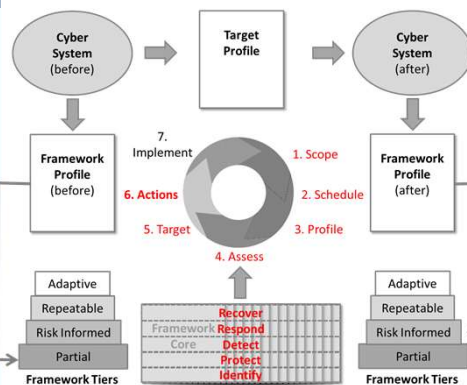 Cyber
System
(before)
Target
Profile
Cyber
System
(after)
Framework
Profile
(before)
7.
Implement
1. Scope
6. Actions
2. Schedule
5. Target
3. Profile
4. Assess
Framework
Profile
(after)
Adaptive
Repeatable
Risk Informed
Partial
Framework Tiers
Framework
Core
Recover
Respond
Detect
Protect
Identify
Adaptive
Repeatable
Risk Informed
Partial
Framework Tiers